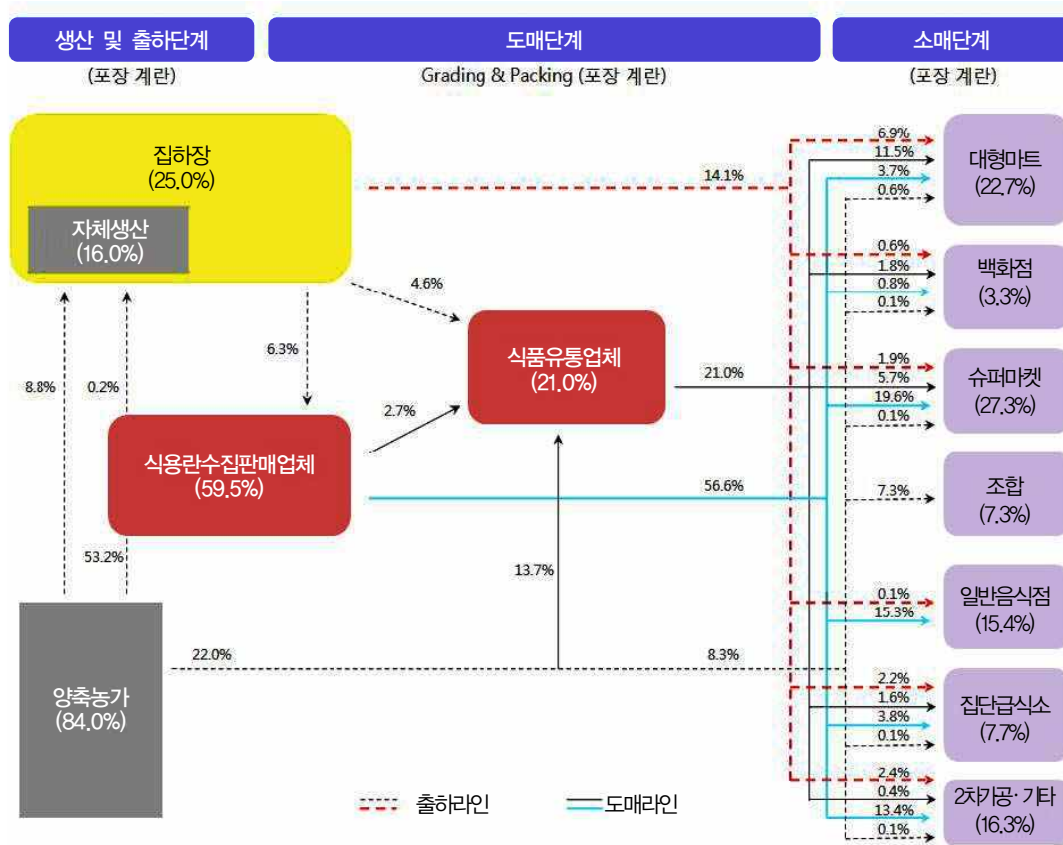 생산 및 출하단계
도매단계
소매단계
(포장 계란)
Grading & Packing (포장 계란)
(포장 계란)
집하장
(25.0%)
자체생산
(16.0%)
14.1%
6.9%
11.5%
3.7%
0.6%
대형마트
(22.7%)
0.6%
1.8%
0.8%
0.1%
백화점
(3.3%)
4.6%
6.3%
8.8%
0.2%
식품유통업체
(21.0%)
21.0%
2.7%
1.9%
5.7%
19.6%
0.1%
슈퍼마켓
(27.3%)
식용란수집판매업체
(59.5%)
56.6%
7.3%
조합
(7.3%)
53.2%
13.7%
0.1%
15.3%
일반음식점
(15.4%)
양축농가
(84.0%)
22.0%
8.3%
2.2%
1.6%
3.8%
0.1%
집단급식소
(7.7%)
2.4%
0.4%
13.4%
0.1%
2차가공· 기타
(16.3%)
출하라인
도매라인